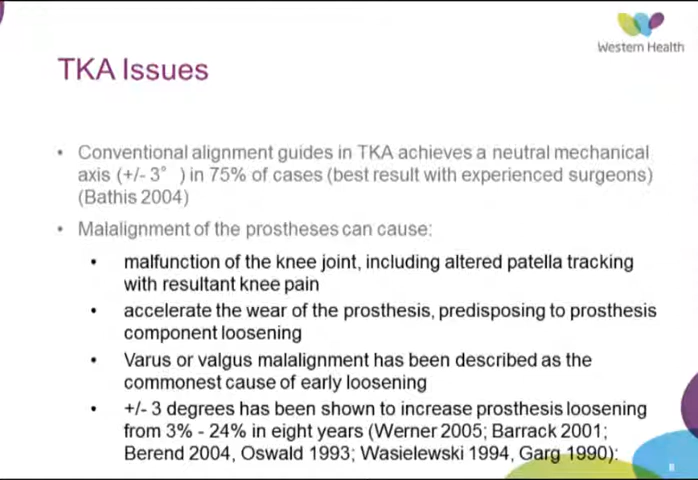 Western Health
TKA Issues
• Conventional alignment guides in TKA achieves a neutral mechanical
axis (+/- 3° ) in 75% of cases (best result with experienced surgeons)
(Bathis 2004)
• Malalignment of the prostheses can cause:
• malfunction of the knee joint, including altered patella tracking
with resultant knee pain
• accelerate the wear of the prosthesis, predisposing to prosthesis
component loosening
• Varus or valgus malalignment has been described as the
commonest cause of early loosening
• +/- 3 degrees has been shown to increase prosthesis loosening
from 3% - 24% in eight years (Werner 2005; Barrack 2001;
Berend 2004, Oswald 1993; Wasielewski 1994, Garg 1990):
8